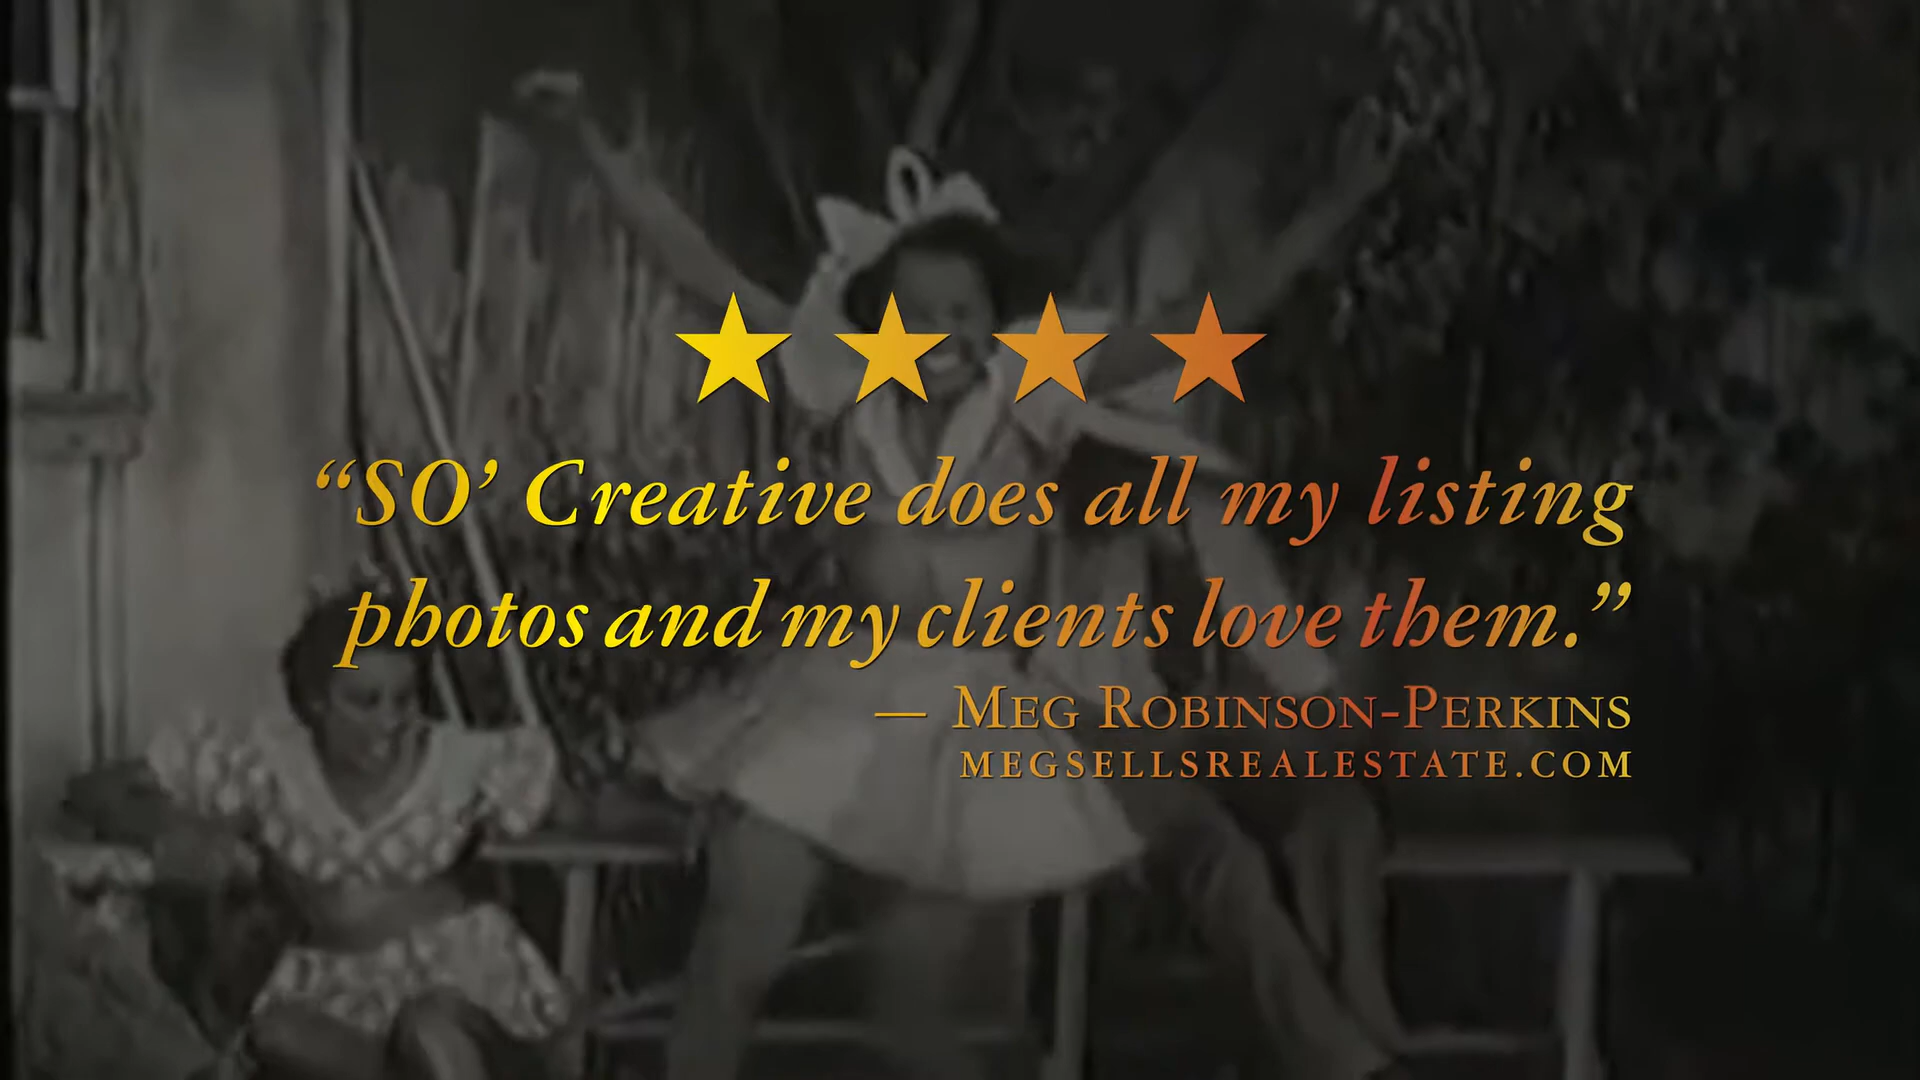 “SO’ Creative does all my listing
photos and my clients love them.”
— Meg Robinson-Perkins
megsellsrealestate.com